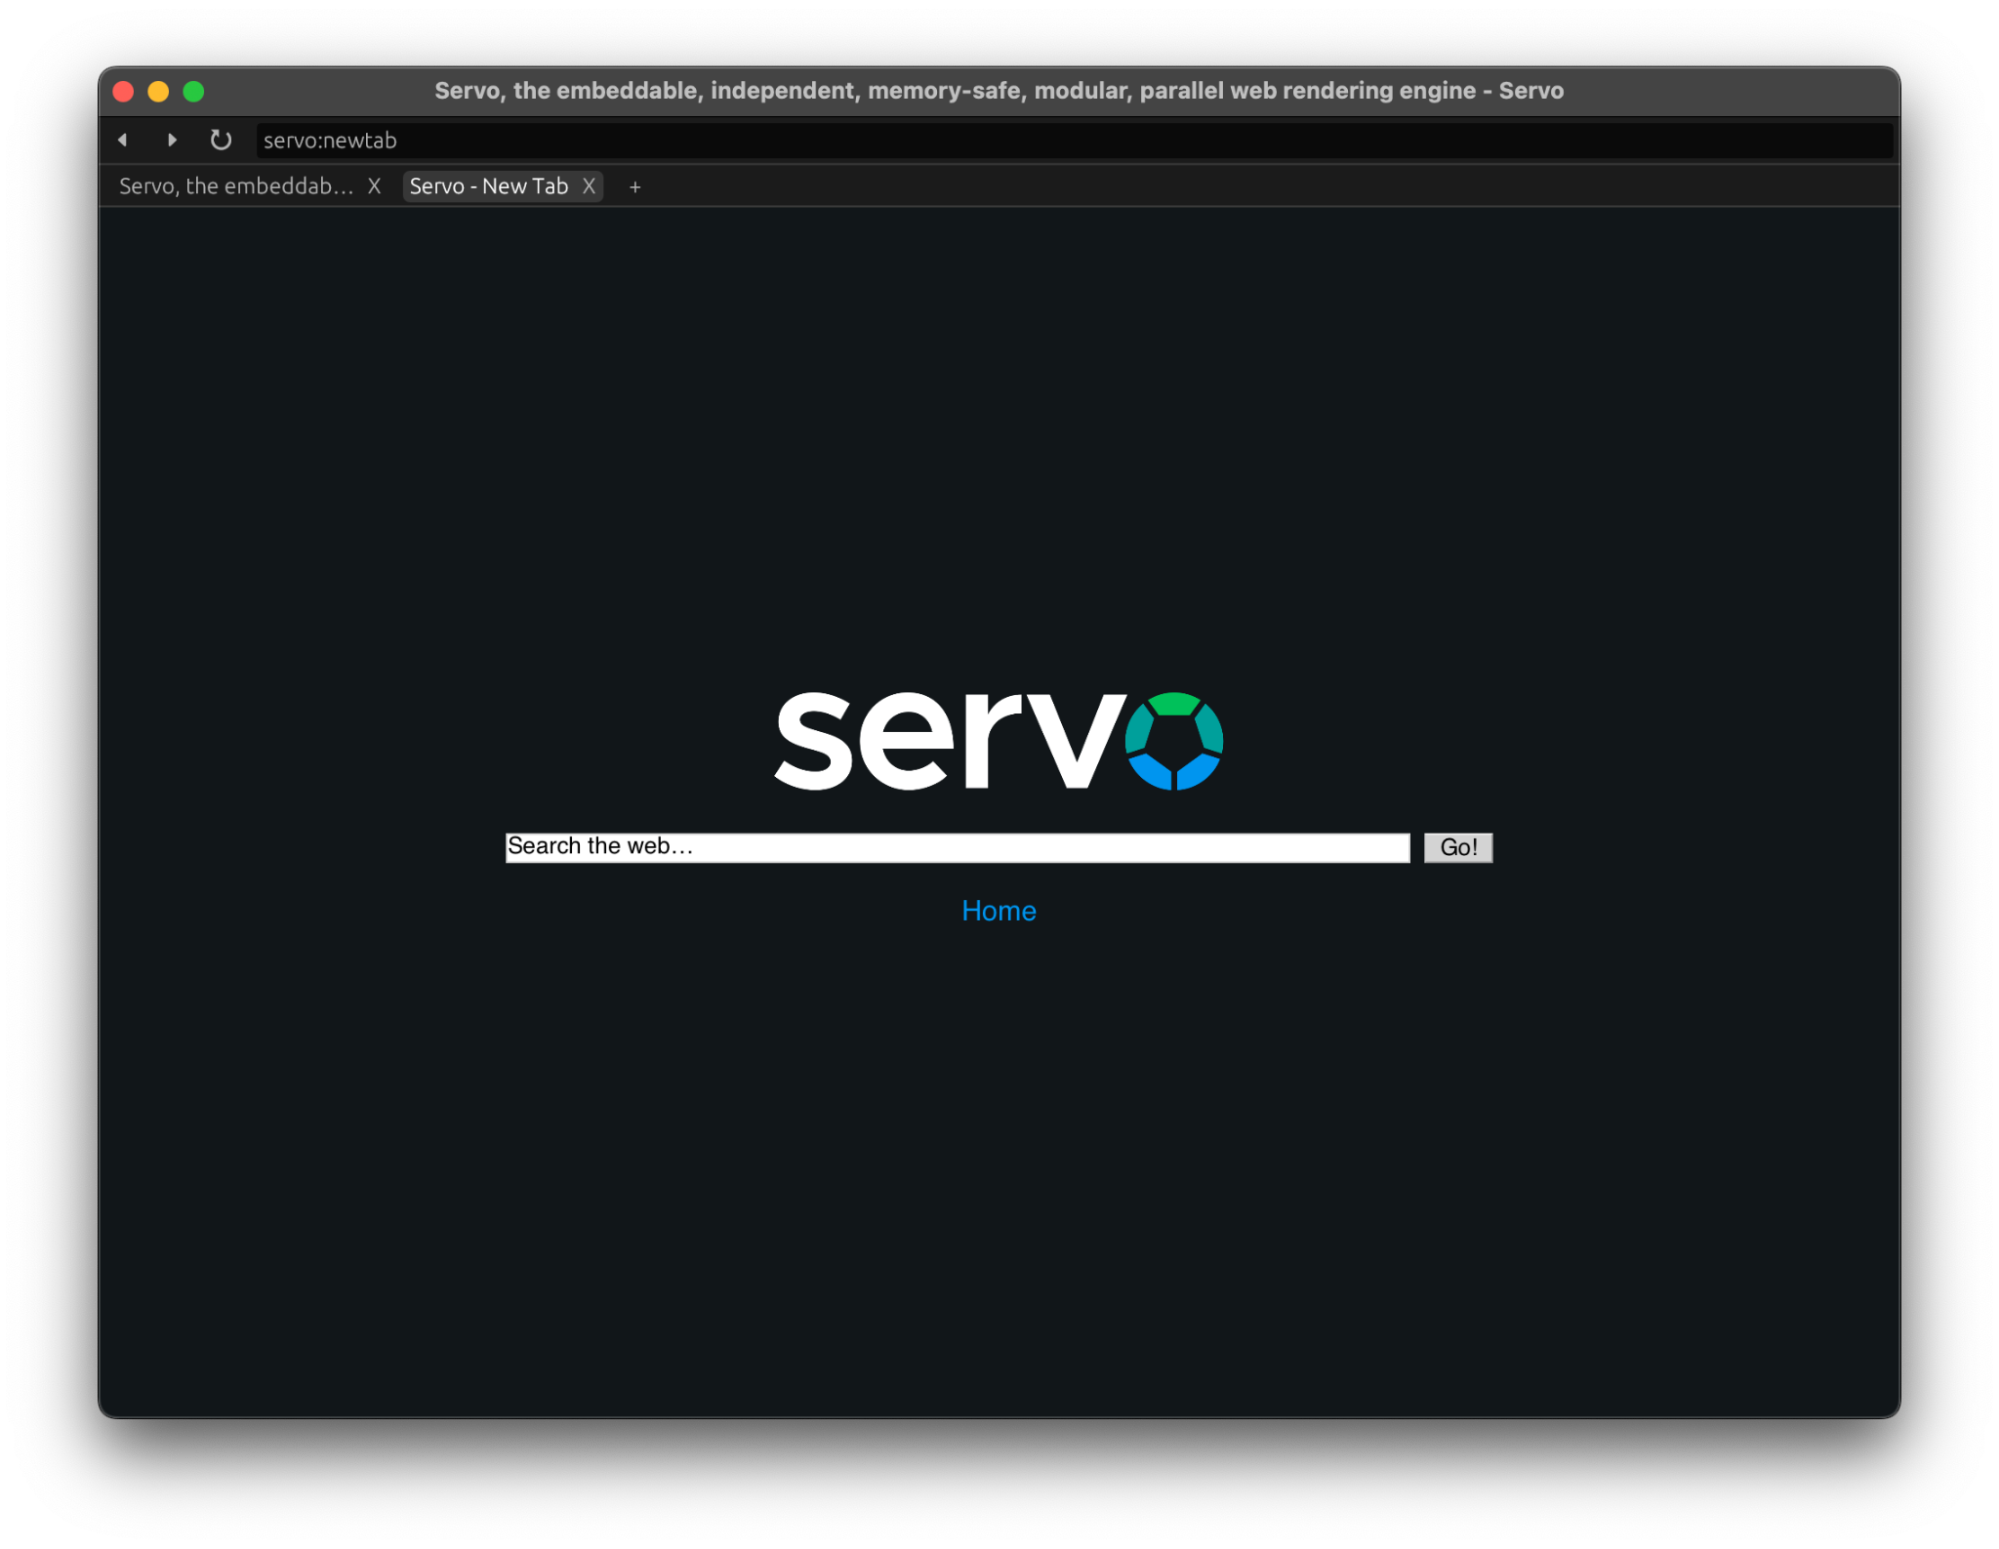 Servo, the embeddable, independent, memory-safe, modular, parallel web rendering engine - Servo
servo:newtab
Servo, the embeddab... X Servo - New Tab X +
servo
Search the web... Go!
Home